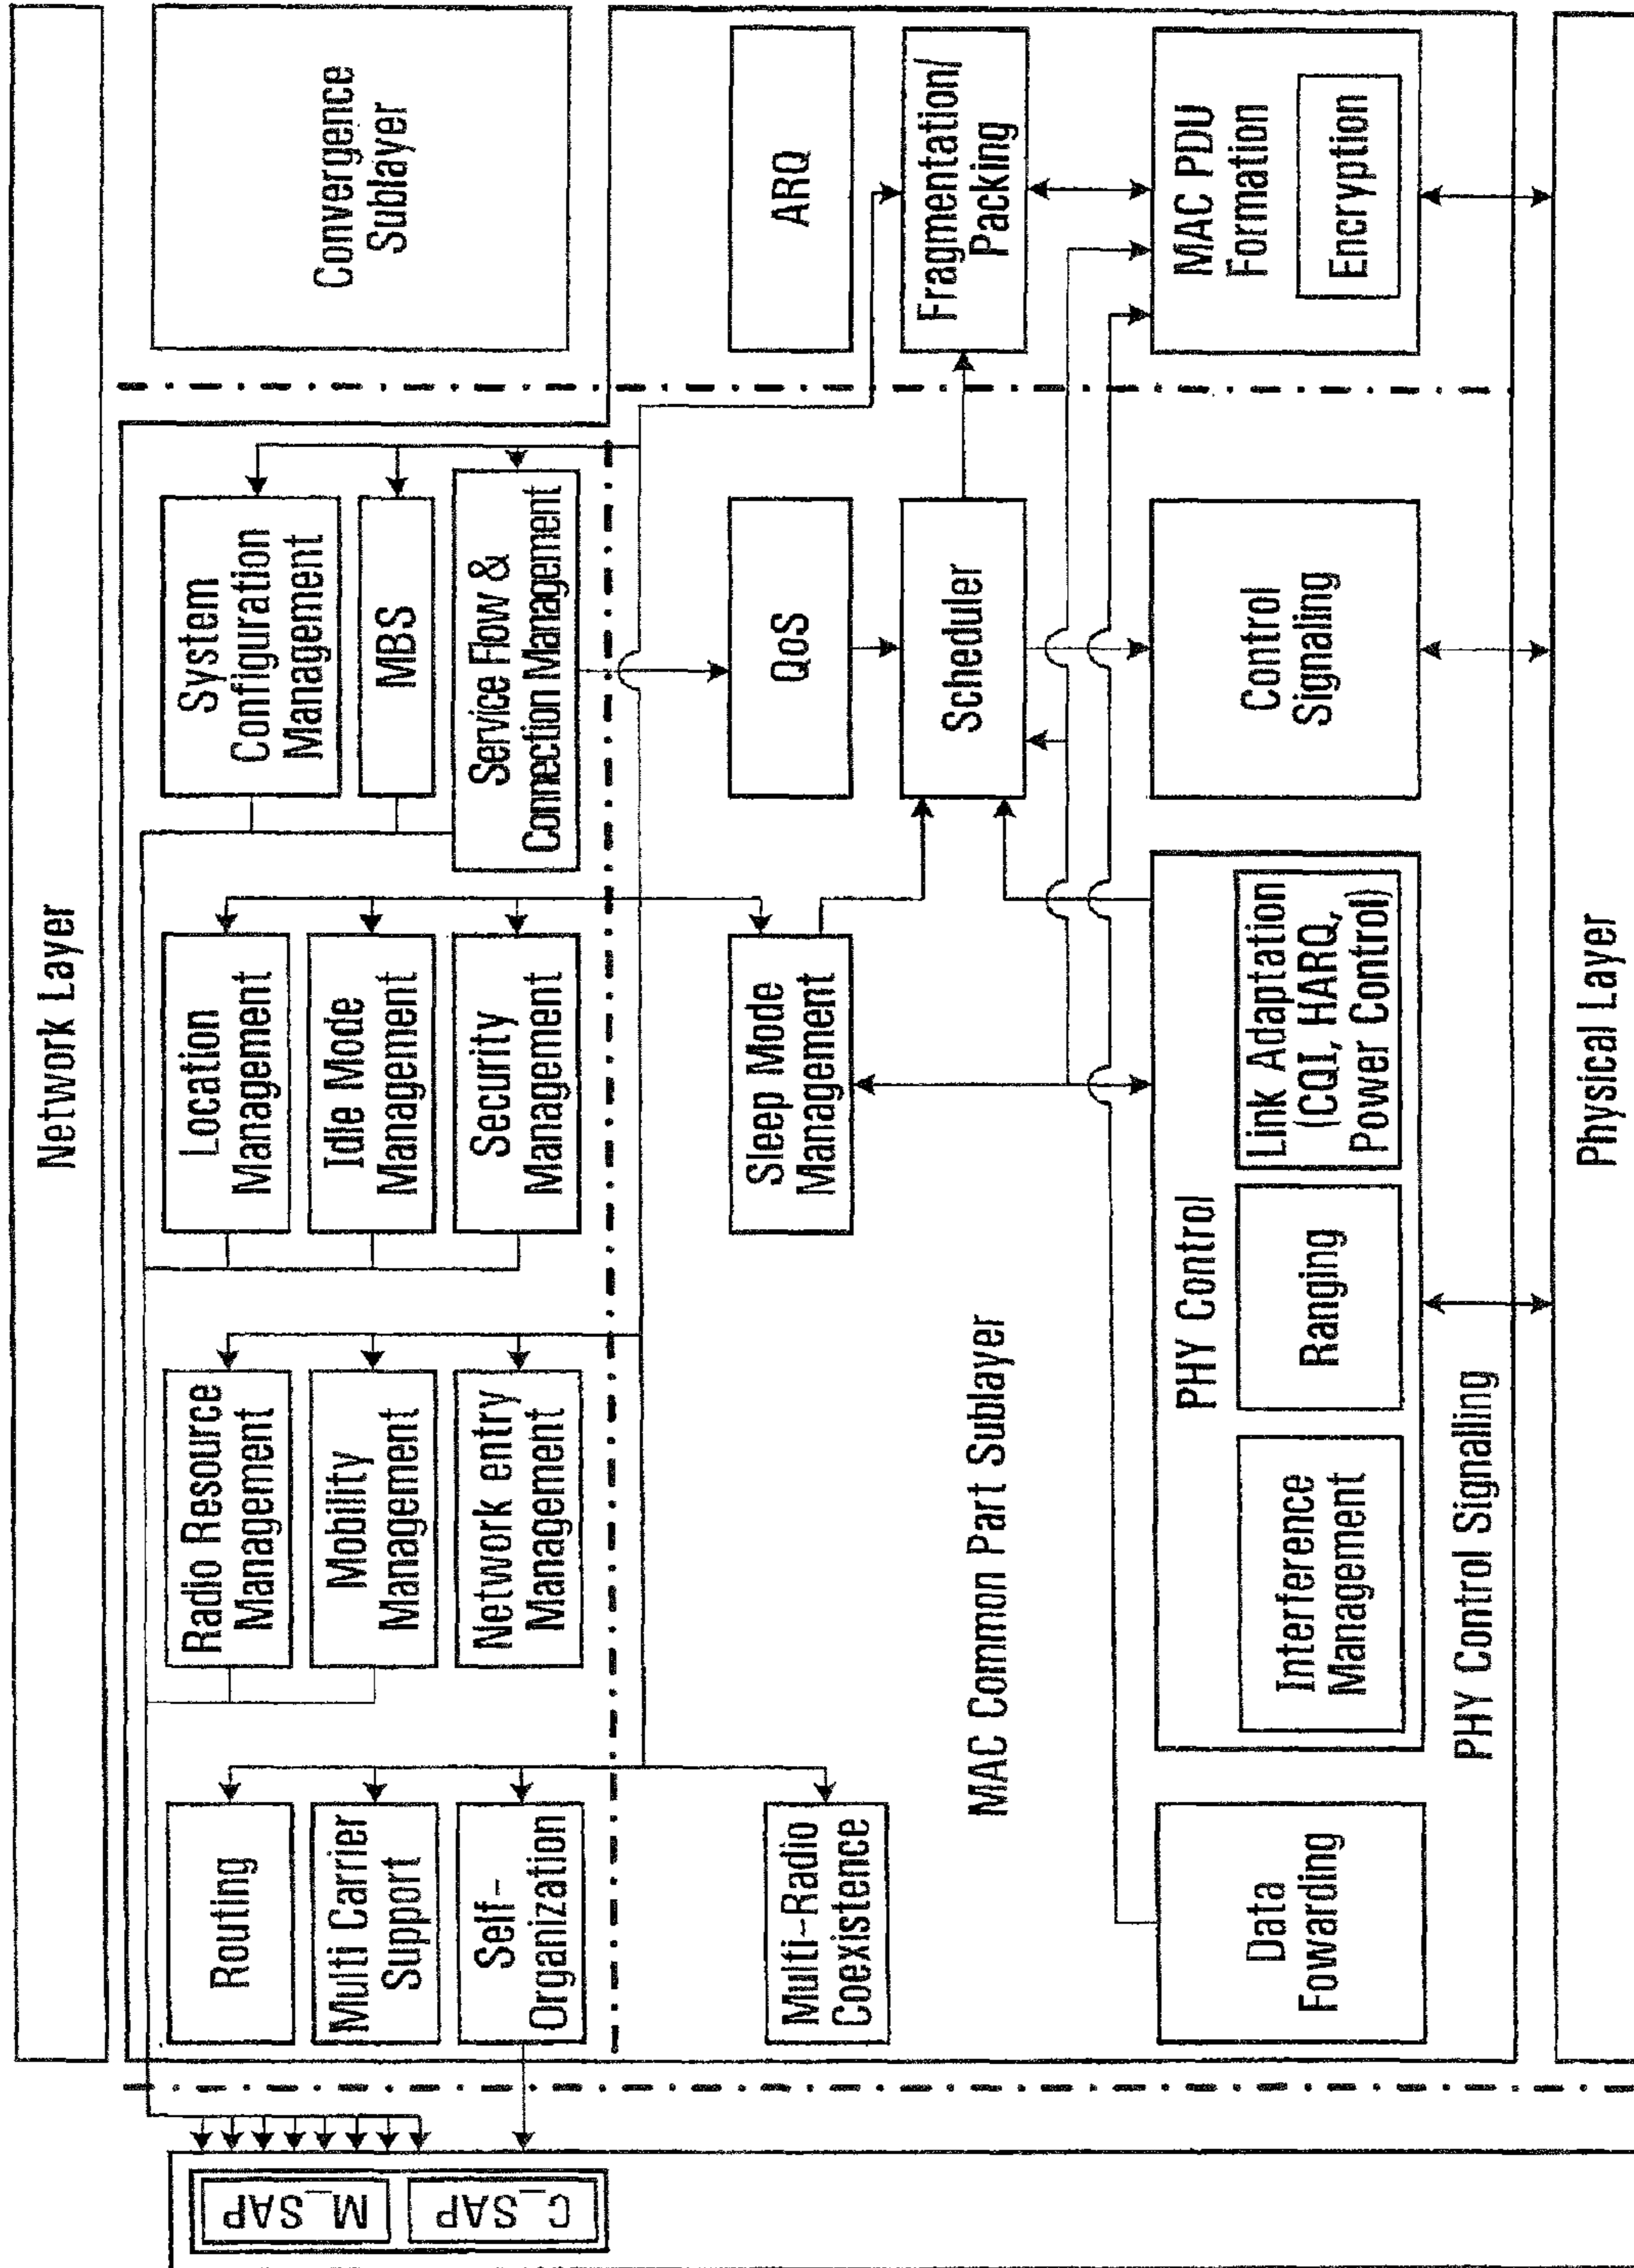 Network Layer
M_SAP
C_SAP
Routing
Multi Carrier
Support
Self-
Organization
Radio Resource
Management
Mobility
Management
Network entry
Management
Location
Management
Idle Mode
Management
Security
Management
System
Configuration
Management
MBS
Service Flow &
Connection Management
Convergence
Sublayer
Multi-Radio
Coexistence
Sleep Mode
Management
QoS
ARQ
MAC Common Part Sublayer
Scheduler
Fragmentation/
Packing
Data
Fowarding
PHY Control
Interference
Management
Ranging
Link Adaptation
(CQI, HARQ,
Power Control)
Control
Signaling
MAC PDU
Formation
Encryption
PHY Control Signalling
Physical Layer